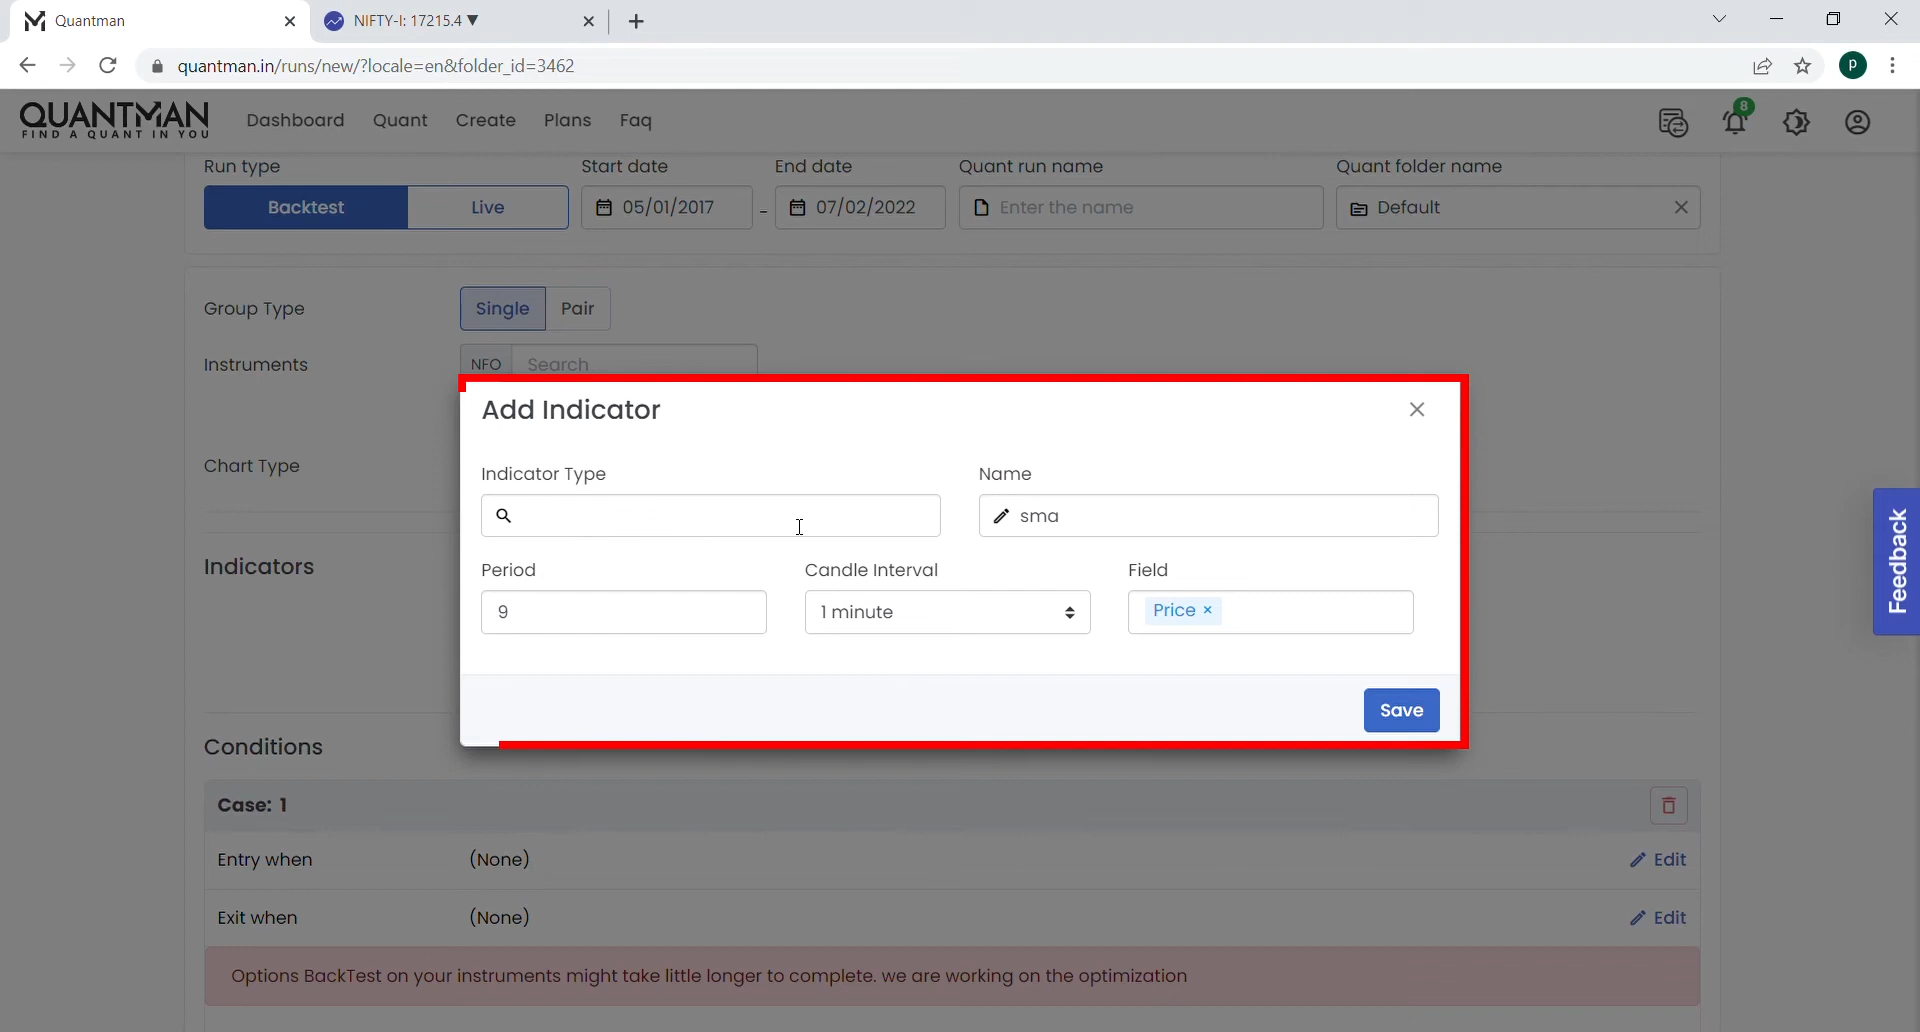 Quantman
NIFTY-I: 17215.4 ▼
quantman.in/runs/new/?locale=en&folder_id=3462
P
QUANTMAN
FIND A QUANT IN YOU
Dashboard Quant Create Plans Faq
8
Run type Start date End date Quant run name Quant folder name
Backtest Live 05/01/2017 - 07/02/2022 Enter the name Default
Group Type Single Pair
Instruments NFO Search
Add Indicator
Chart Type
Indicator Type Name
sma
Indicators
Period Candle Interval Field
9 1 minute Price ×
Feedback
Save
Conditions
Case: 1
Entry when (None) Edit
Exit when (None) Edit
Options BackTest on your instruments might take little longer to complete. we are working on the optimization